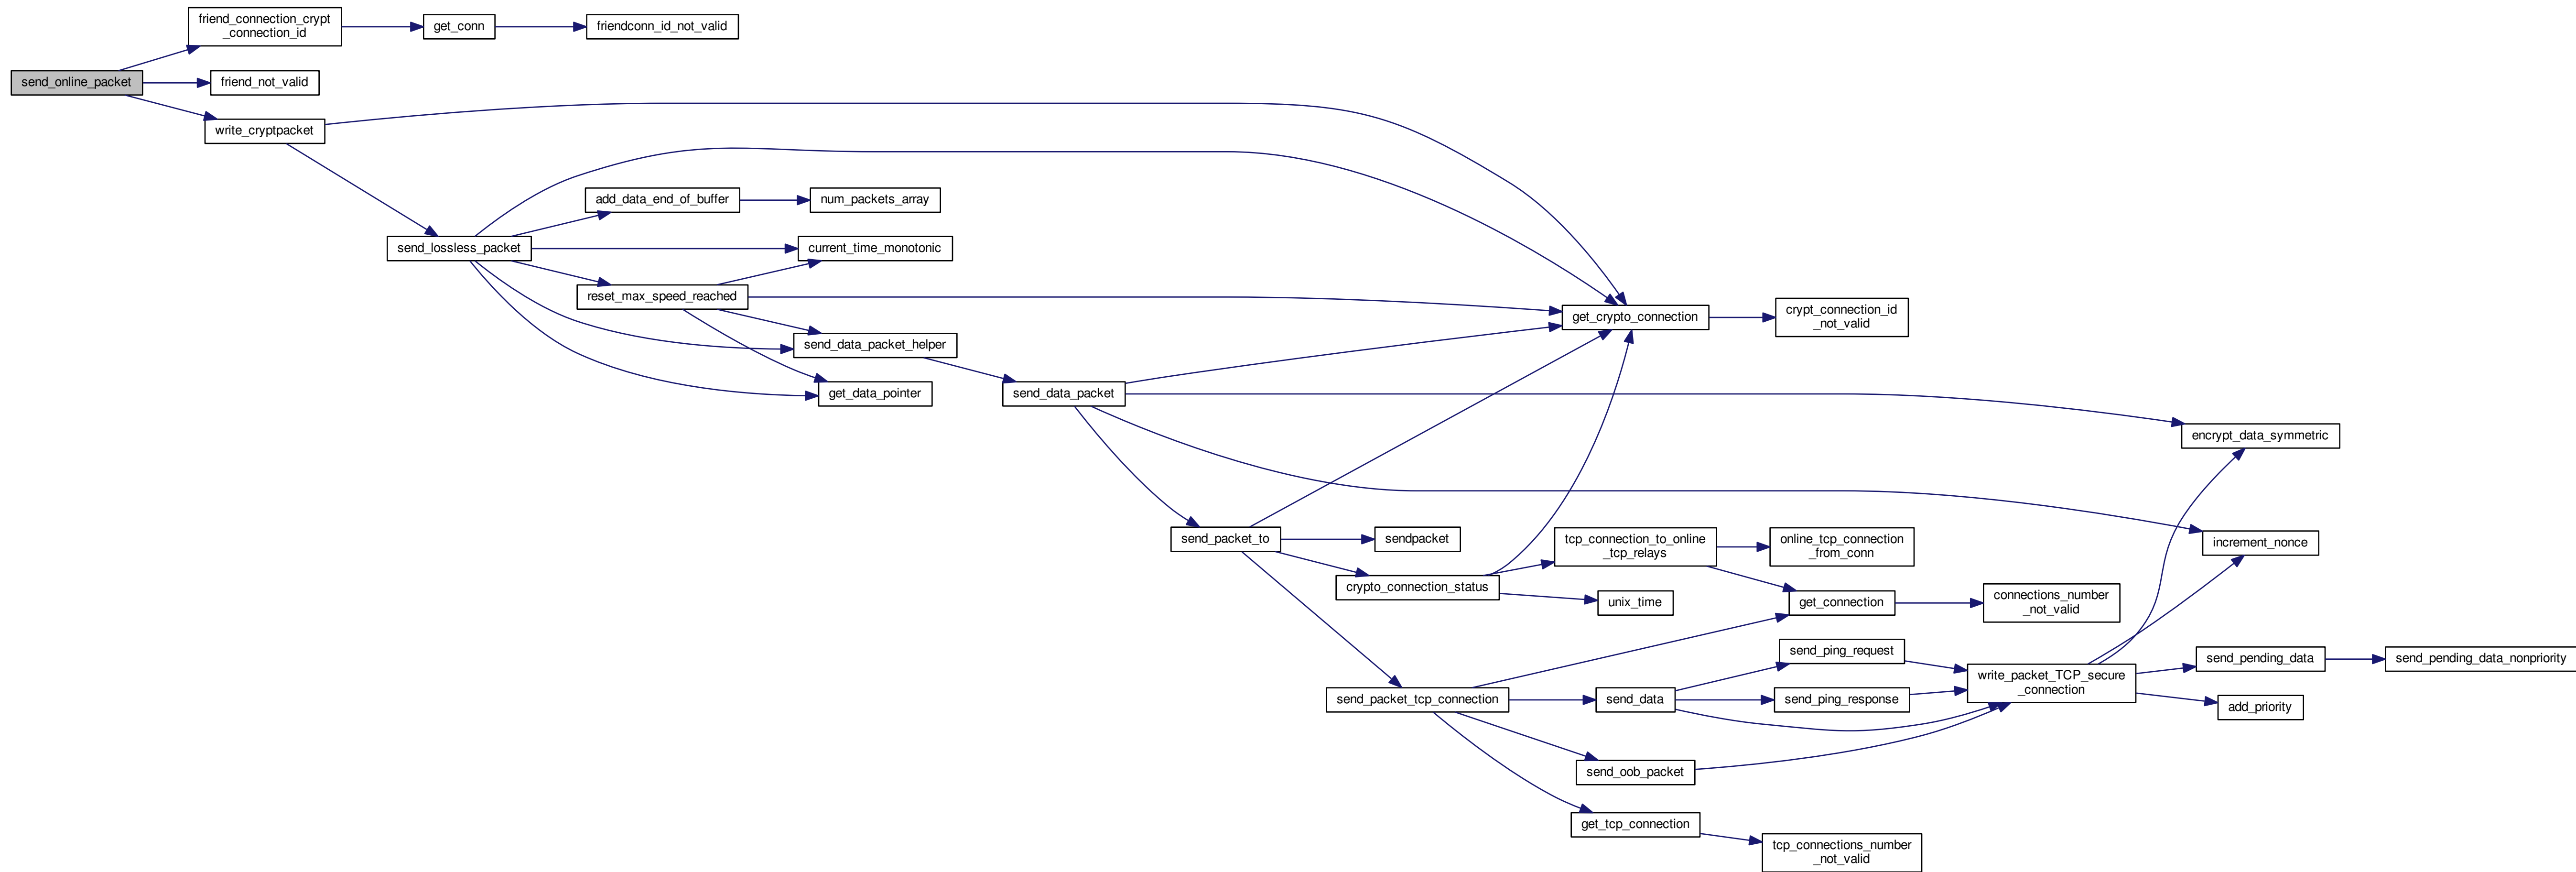 friend_connection_crypt
_connection_id
get_conn
friendconn_id_not_valid
send_online_packet
friend_not_valid
write_cryptpacket
add_data_end_of_buffer
num_packets_array
send_lossless_packet
current_time_monotonic
reset_max_speed_reached
get_crypto_connection
crypt_connection_id
_not_valid
send_data_packet_helper
get_data_pointer
send_data_packet
encrypt_data_symmetric
send_packet_to
sendpacket
tcp_connection_to_online
_tcp_relays
online_tcp_connection
_from_conn
increment_nonce
crypto_connection_status
unix_time
get_connection
connections_number
_not_valid
send_ping_request
write_packet_TCP_secure
_connection
send_pending_data
send_pending_data_nonpriority
send_packet_tcp_connection
send_data
send_ping_response
add_priority
send_oob_packet
get_tcp_connection
tcp_connections_number
_not_valid